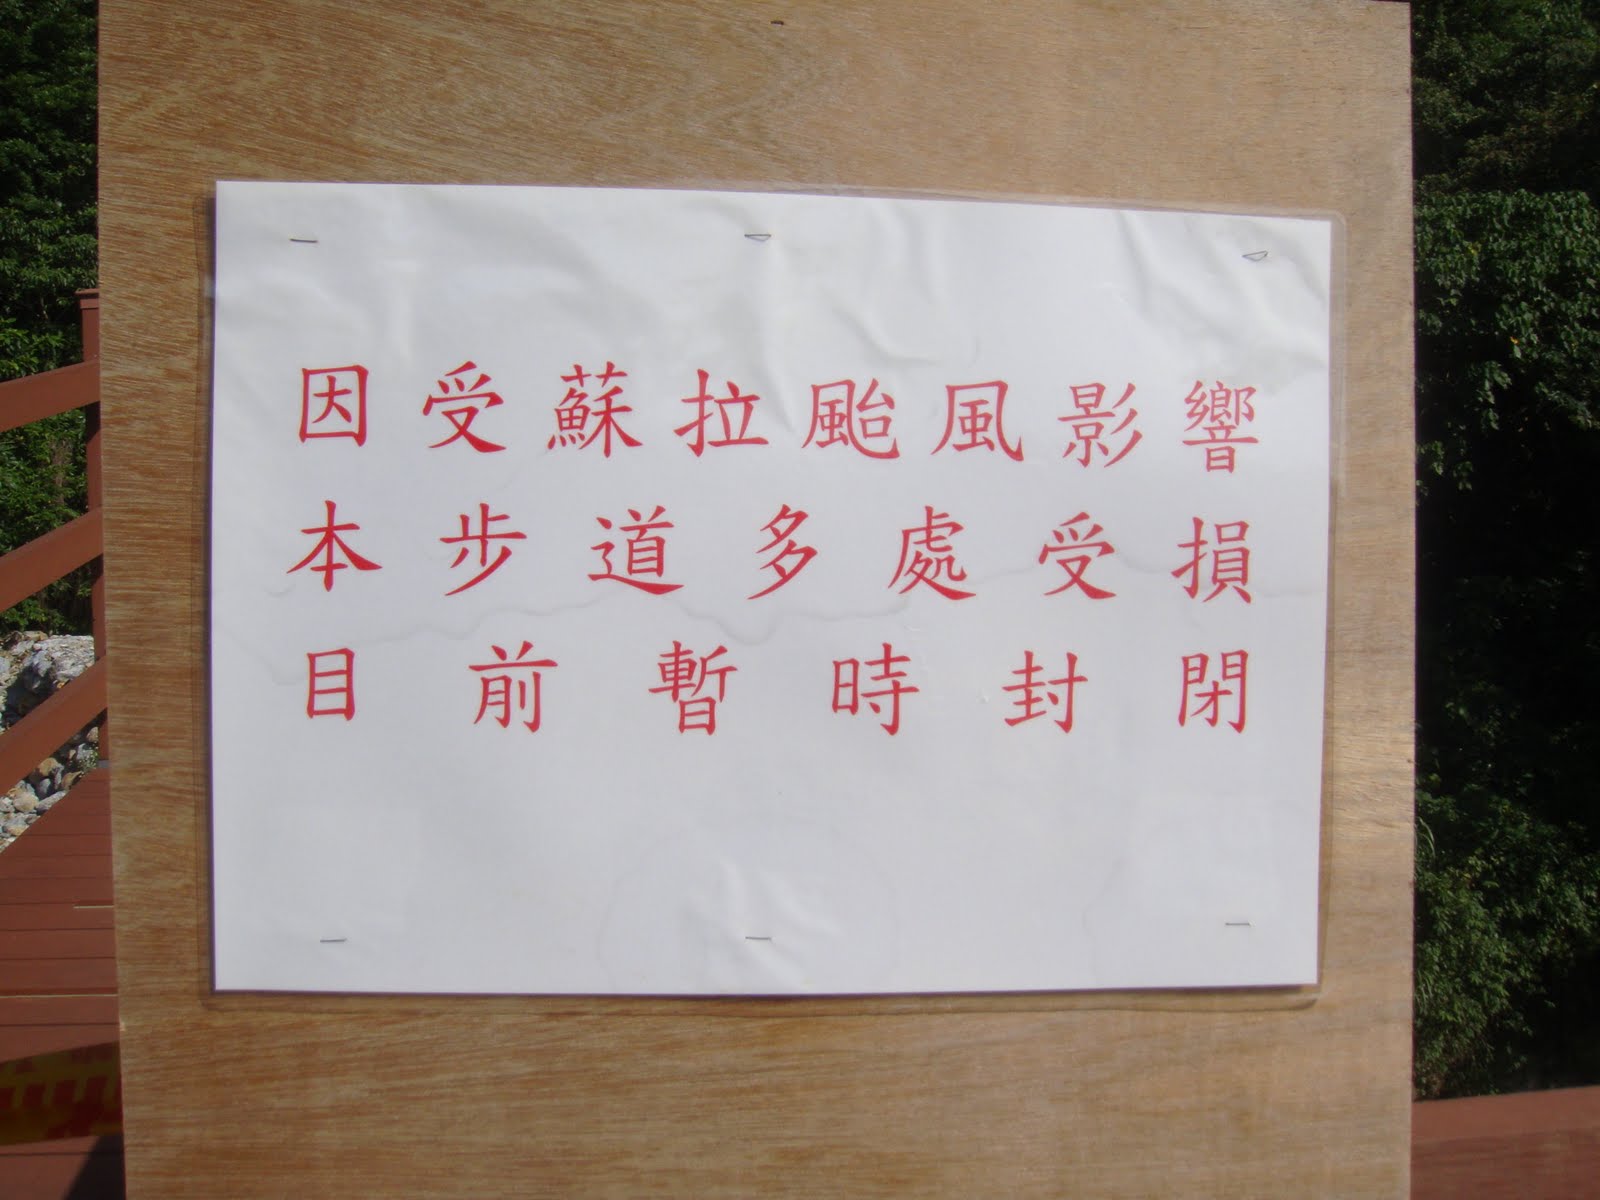 因受蘇拉颱風影響
本步道多處受損
目前暫時封閉